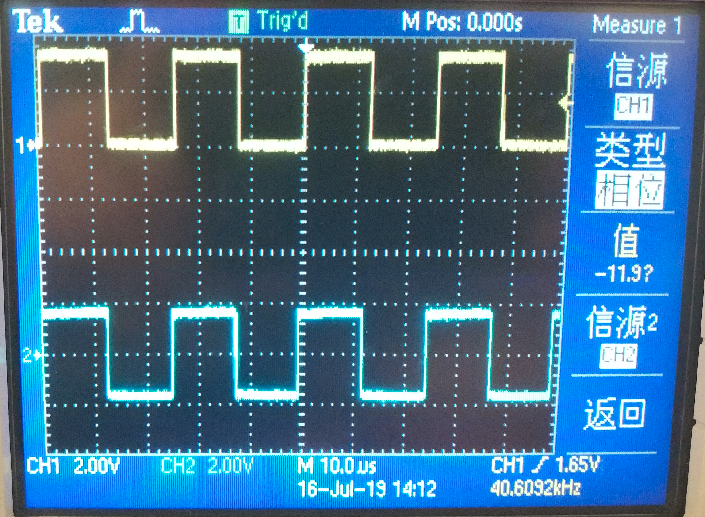 Tek T Trig'd M Pos: 0.000s Measure 1
信源
CH1
类型
相位
值
-11.9?
信源2
CH2
返回
1
2
CH1 2.00V CH2 2.00V M 10.0µs CH1 1.65V
16-Jul-19 14:12 40.6092kHz